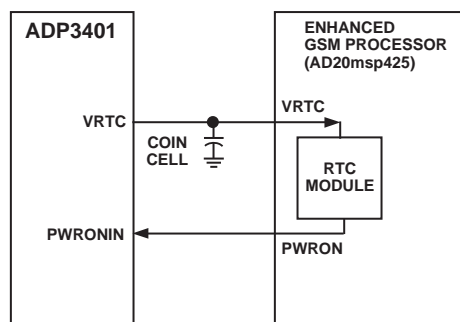 ADP3401
ENHANCED
GSM PROCESSOR
(AD20msp425)
VRTC
VRTC
COIN
CELL
RTC
MODULE
PWRONIN
PWRON